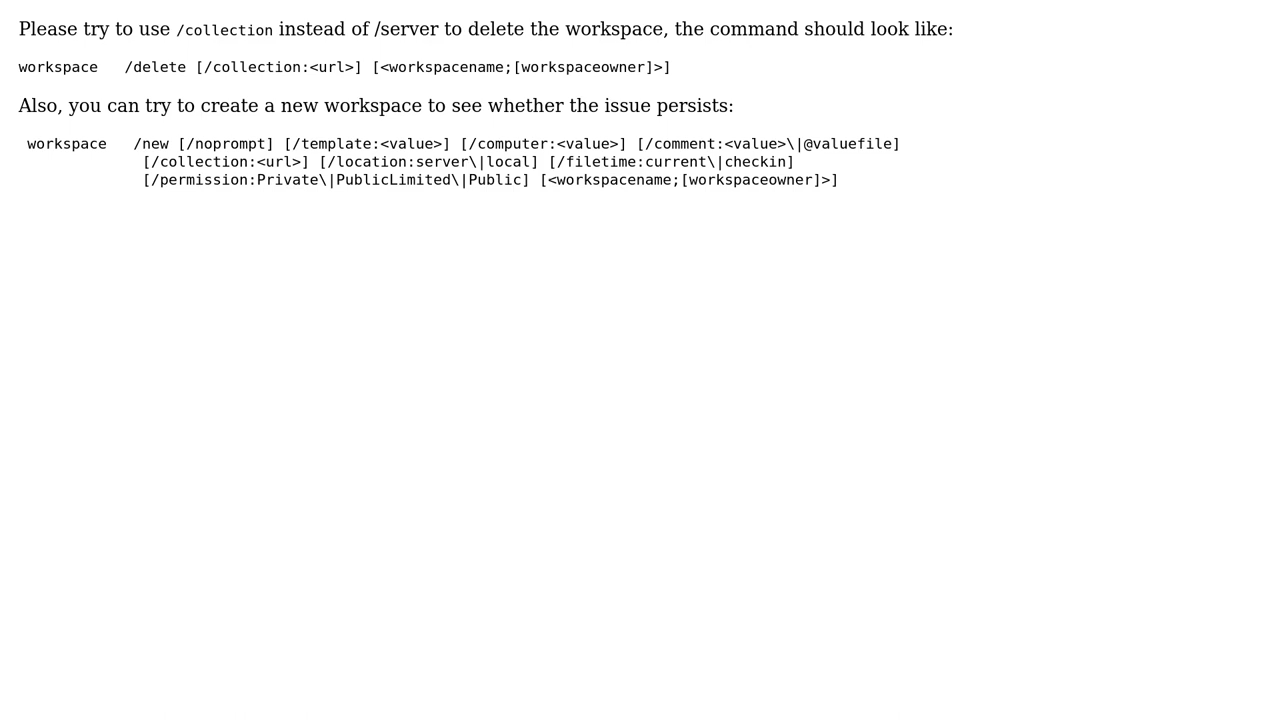 Please try to use /collection instead of /server to delete the workspace, the command should look like:
workspace   /delete [/collection:<url>] [<workspacename;[workspaceowner]>]
Also, you can try to create a new workspace to see whether the issue persists:
 workspace   /new [/noprompt] [/template:<value>] [/computer:<value>] [/comment:<value>\|@valuefile]
              [/collection:<url>] [/location:server\|local] [/filetime:current\|checkin]
              [/permission:Private\|PublicLimited\|Public] [<workspacename;[workspaceowner]>]